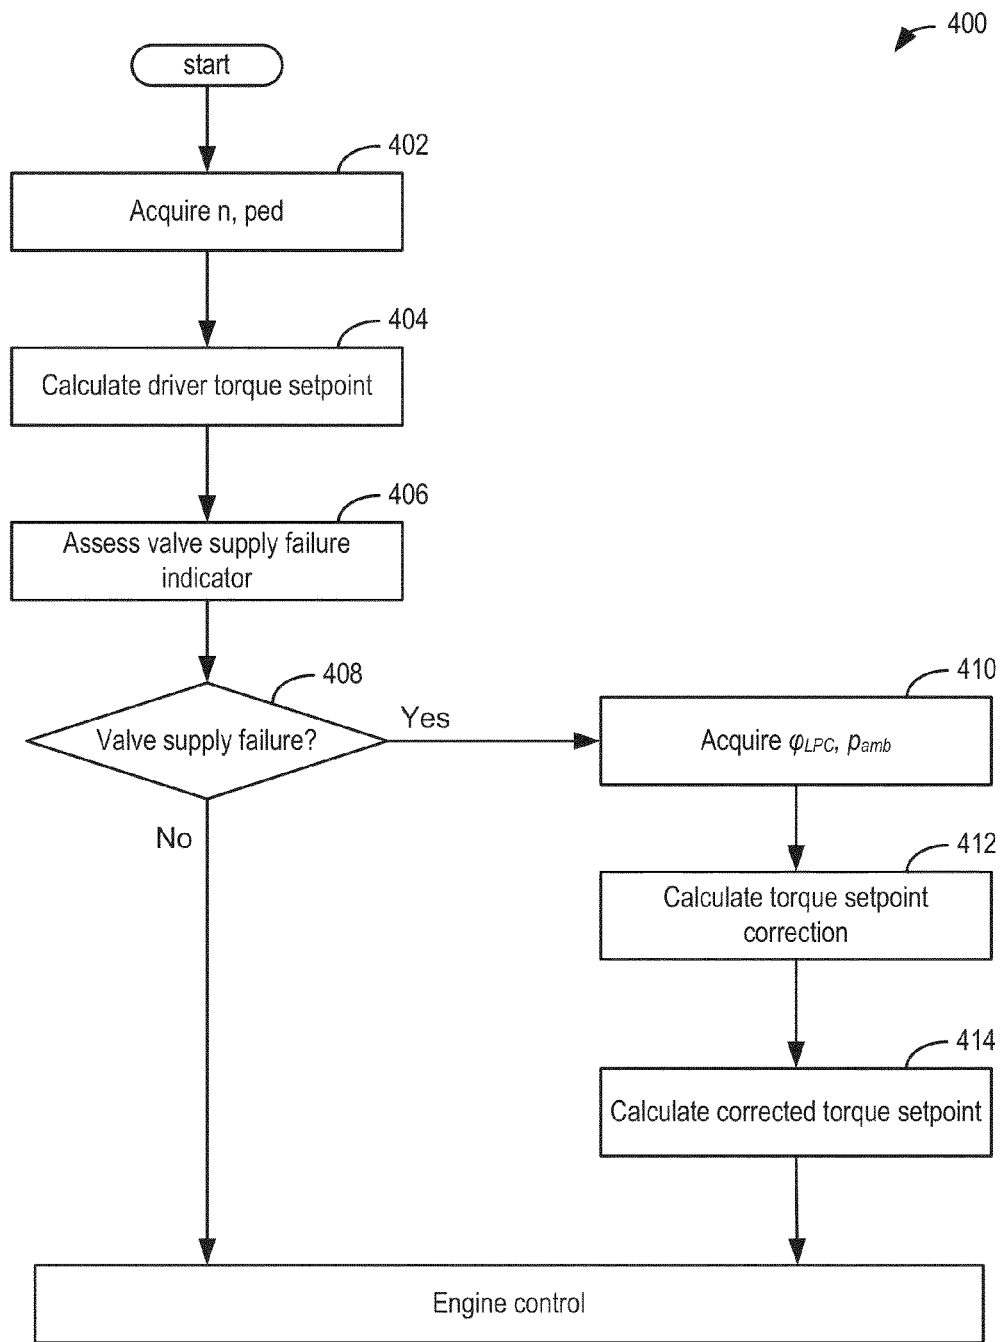 400
start
402
Acquire n, ped
404
Calculate driver torque setpoint
406
Assess valve supply failure
indicator
408
Valve supply failure?
Yes
No
410
Acquire φLPC, pamb
412
Calculate torque setpoint
correction
414
Calculate corrected torque setpoint
Engine control